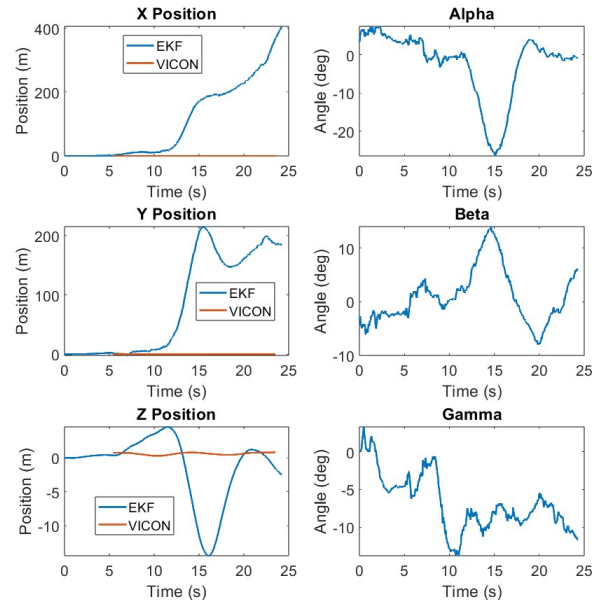 X Position
Position (m)
400
200
0
EKF
VICON
0 5 10 15 20 25
Time (s)
Alpha
Angle (deg)
0
-10
-20
0 5 10 15 20 25
Time (s)
Y Position
Position (m)
200
100
0
EKF
VICON
0 5 10 15 20 25
Time (s)
Beta
Angle (deg)
10
0
-10
0 5 10 15 20 25
Time (s)
Z Position
Position (m)
0
-5
-10
EKF
VICON
0 5 10 15 20 25
Time (s)
Gamma
Angle (deg)
0
-5
-10
0 5 10 15 20 25
Time (s)